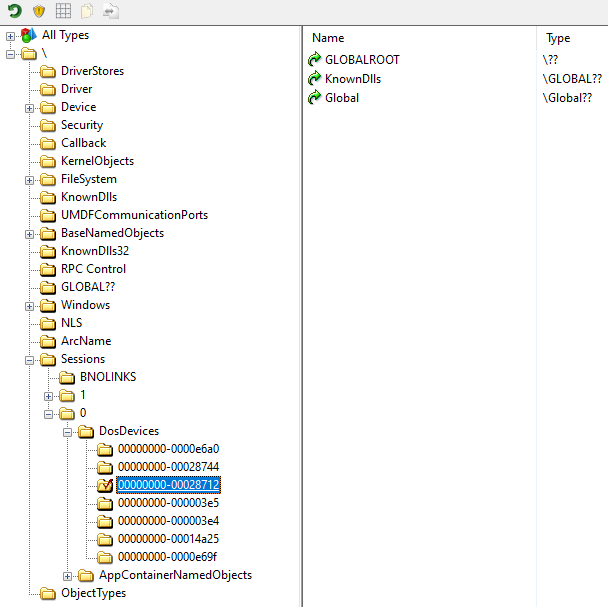 All Types
\
DriverStores
Driver
Device
Security
Callback
KernelObjects
FileSystem
KnownDlls
UMDFCommunicationPorts
BaseNamedObjects
KnownDlls32
RPC Control
GLOBAL??
Windows
NLS
ArcName
Sessions
BNOLINKS
1
0
DosDevices
00000000-0000e6a0
00000000-00028744
00000000-00028712
00000000-000003e5
00000000-000003e4
00000000-00014a25
00000000-0000e69f
AppContainerNamedObjects
ObjectTypes
Name Type
GLOBALROOT \??
KnownDlls \GLOBAL??
Global \Global??